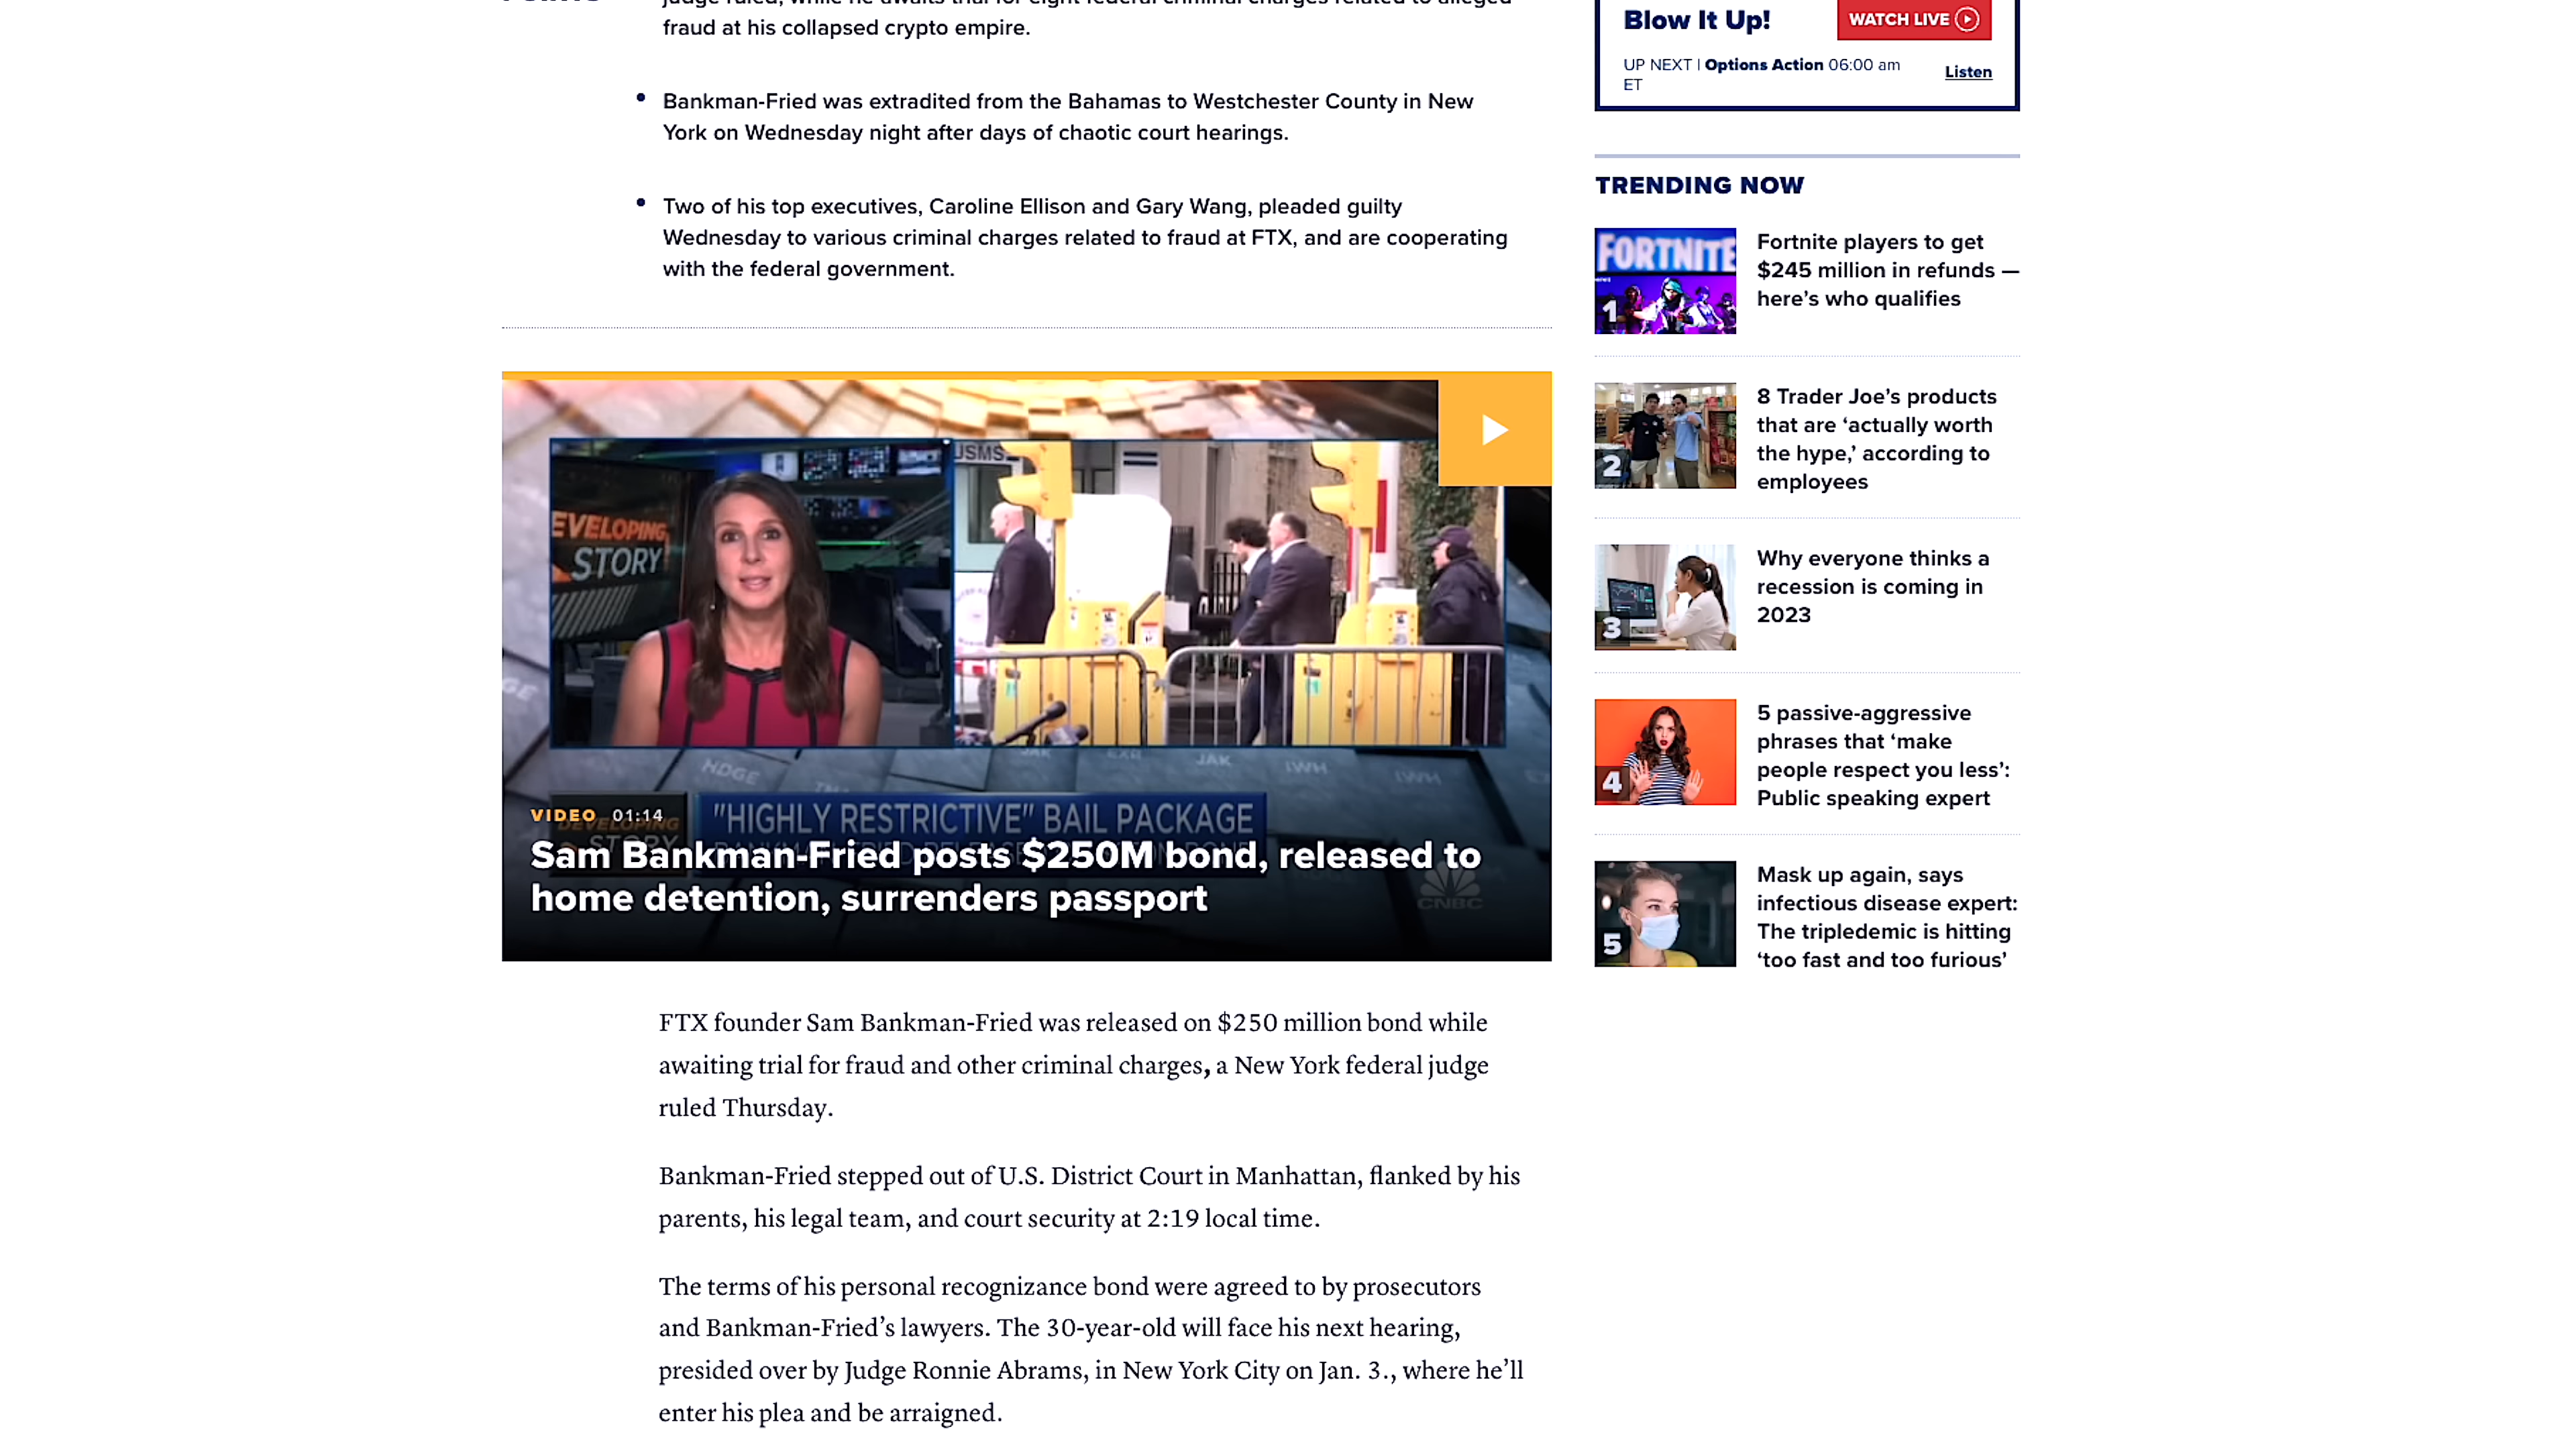 fraud at his collapsed crypto empire.
• Bankman-Fried was extradited from the Bahamas to Westchester County in New
York on Wednesday night after days of chaotic court hearings.
• Two of his top executives, Caroline Ellison and Gary Wang, pleaded guilty
Wednesday to various criminal charges related to fraud at FTX, and are cooperating
with the federal government.
USMS
EVELOPING
STORY
HDGE
JAK
IWH
IWH
VIDEO 01:14
"HIGHLY RESTRICTIVE" BAIL PACKAGE
Sam Bankman-Fried posts $250M bond, released to
home detention, surrenders passport
CNBC
FTX founder Sam Bankman-Fried was released on $250 million bond while
awaiting trial for fraud and other criminal charges, a New York federal judge
ruled Thursday.
Bankman-Fried stepped out of U.S. District Court in Manhattan, flanked by his
parents, his legal team, and court security at 2:19 local time.
The terms of his personal recognizance bond were agreed to by prosecutors
and Bankman-Fried’s lawyers. The 30-year-old will face his next hearing,
presided over by Judge Ronnie Abrams, in New York City on Jan. 3., where he’ll
enter his plea and be arraigned.
Blow It Up!
WATCH LIVE
UP NEXT | Options Action 06:00 am
ET
Listen
TRENDING NOW
FORTNITE
1
Fortnite players to get
$245 million in refunds —
here’s who qualifies
2
8 Trader Joe’s products
that are ‘actually worth
the hype,’ according to
employees
3
Why everyone thinks a
recession is coming in
2023
4
5 passive-aggressive
phrases that ‘make
people respect you less’:
Public speaking expert
5
Mask up again, says
infectious disease expert:
The tripledemic is hitting
‘too fast and too furious’